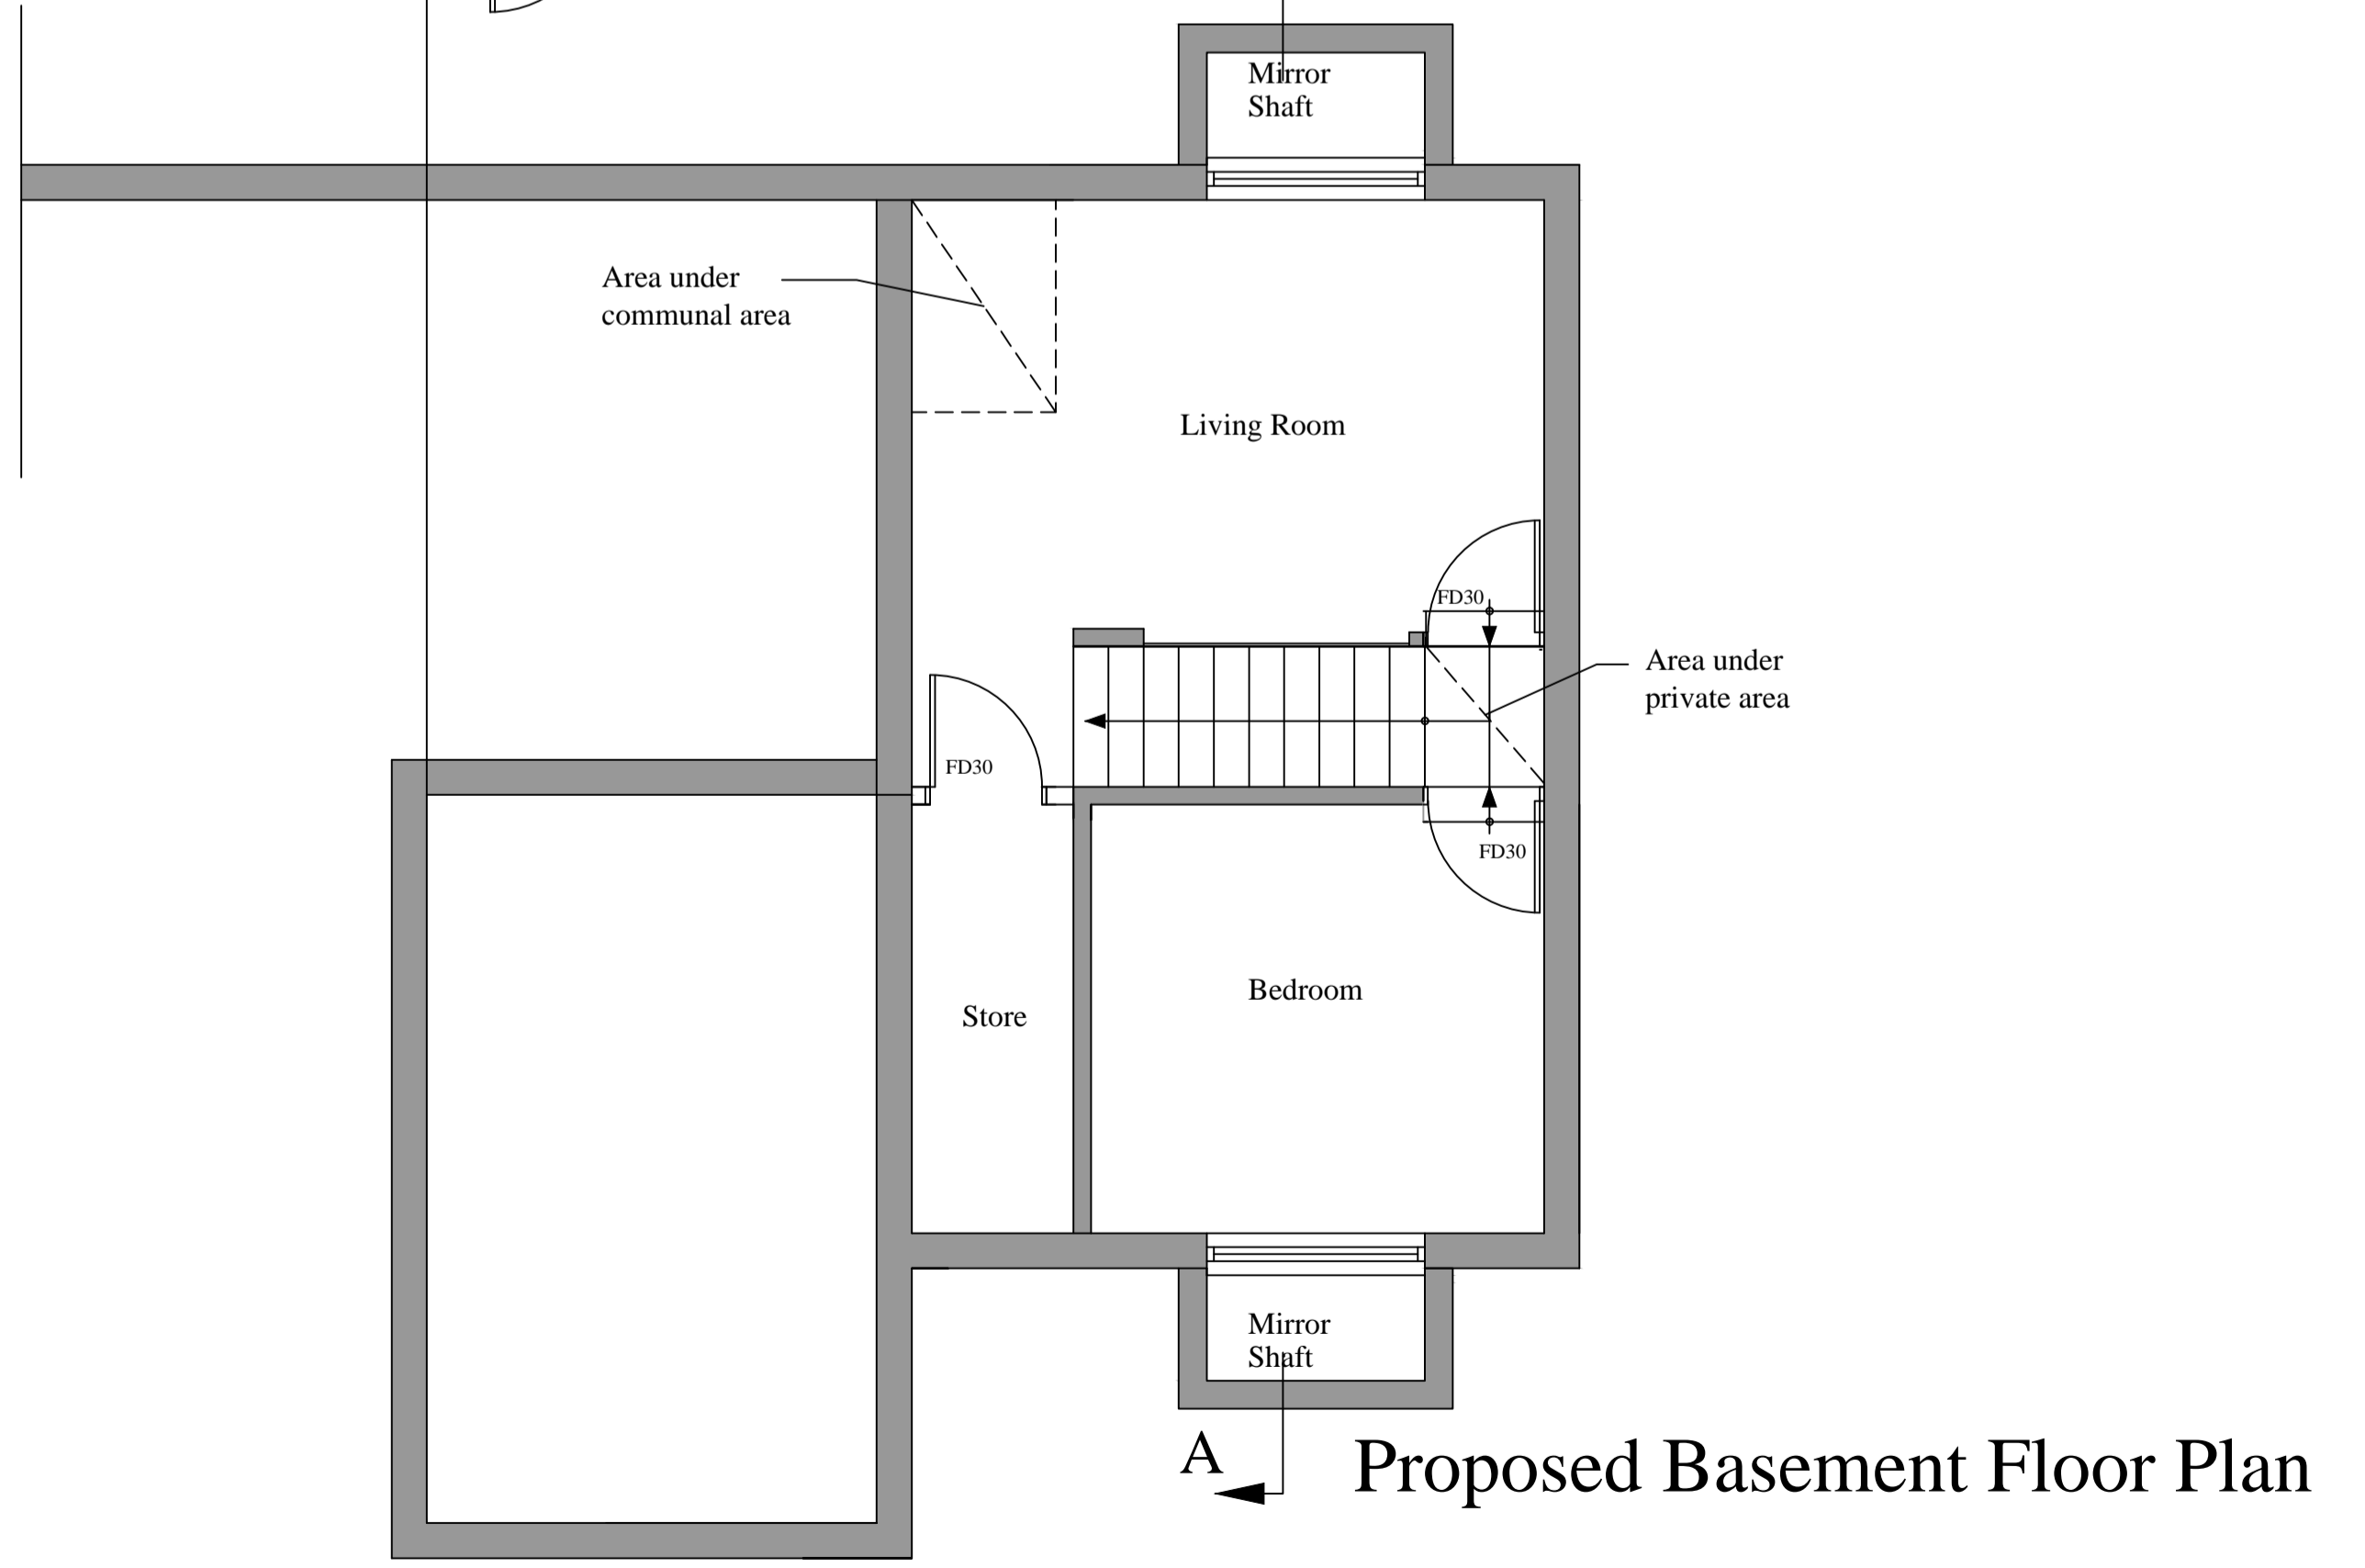 Mirror
Shaft
Area under
communal area
Living Room
FD30
Area under
private area
FD30
FD30
Bedroom
Store
Mirror
Shaft
A
Proposed Basement Floor Plan